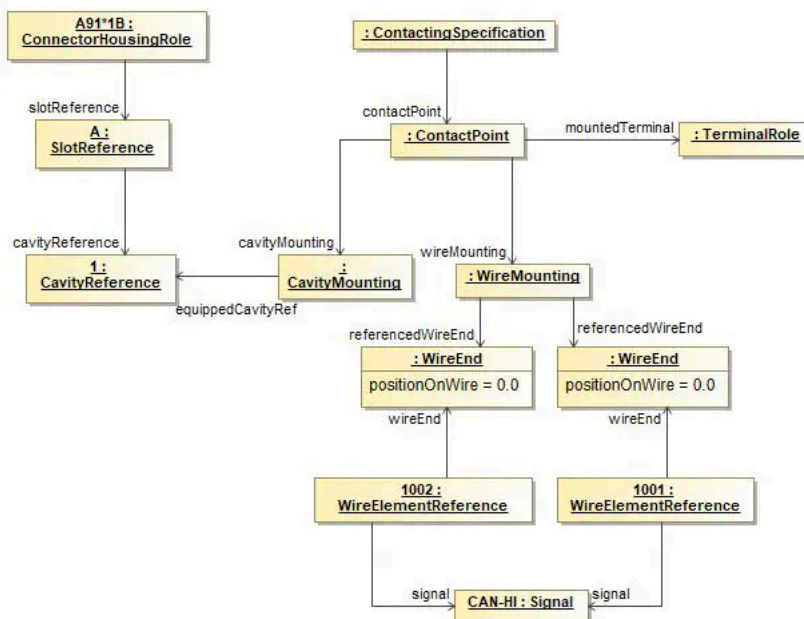 A91*1B :
ConnectorHousingRole
: ContactingSpecification
slotReference
contactPoint
A :
SlotReference
: ContactPoint
mountedTerminal
: TerminalRole
cavityReference
cavityMounting
wireMounting
1 :
CavityReference
:
CavityMounting
: WireMounting
equippedCavityRef
referencedWireEnd
referencedWireEnd
: WireEnd
positionOnWire = 0.0
: WireEnd
positionOnWire = 0.0
wireEnd
wireEnd
1002 :
WireElementReference
1001 :
WireElementReference
signal
CAN-HI : Signal
signal